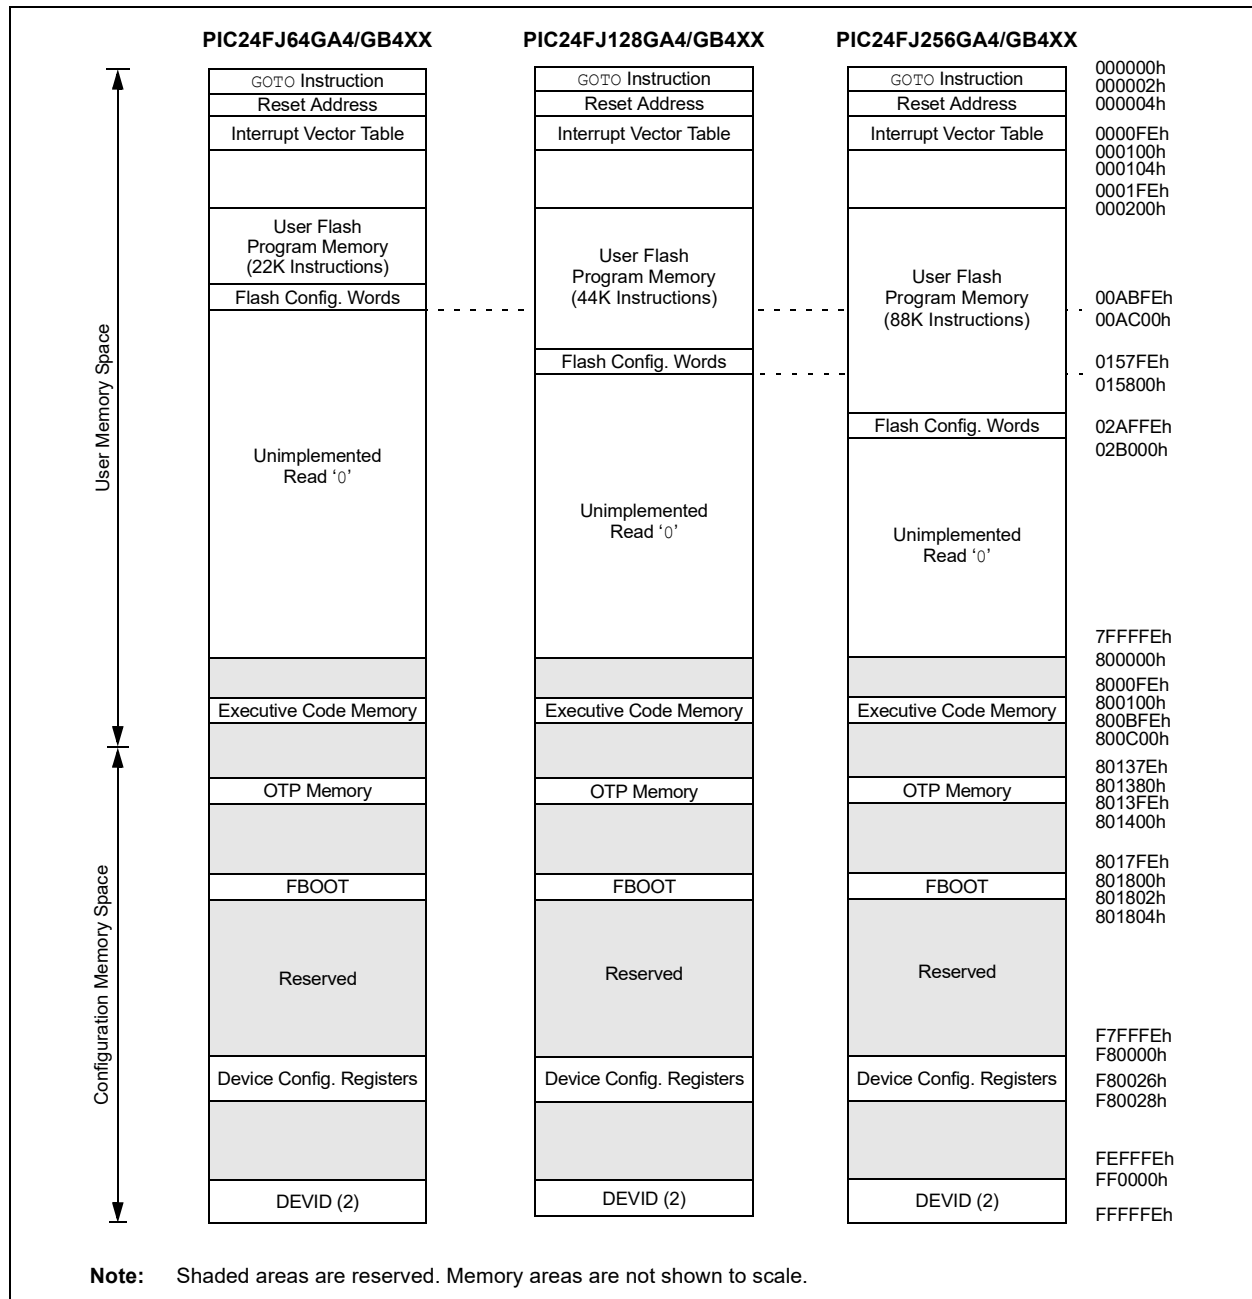 PIC24FJ64GA4/GB4XX
PIC24FJ128GA4/GB4XX
PIC24FJ256GA4/GB4XX
User Memory Space
Configuration Memory Space
GOTO Instruction
Reset Address
Interrupt Vector Table
User Flash
Program Memory
(22K Instructions)
Flash Config. Words
Unimplemented
Read ‘0’
Executive Code Memory
OTP Memory
FBOOT
Reserved
Device Config. Registers
DEVID (2)
GOTO Instruction
Reset Address
Interrupt Vector Table
User Flash
Program Memory
(44K Instructions)
Flash Config. Words
Unimplemented
Read ‘0’
Executive Code Memory
OTP Memory
FBOOT
Reserved
Device Config. Registers
DEVID (2)
GOTO Instruction
Reset Address
Interrupt Vector Table
User Flash
Program Memory
(88K Instructions)
Flash Config. Words
Unimplemented
Read ‘0’
Executive Code Memory
OTP Memory
FBOOT
Reserved
Device Config. Registers
DEVID (2)
000000h
000002h
000004h
0000FEh
000100h
000104h
0001FEh
000200h
00ABFEh
00AC00h
0157FEh
015800h
02AFFEh
02B000h
7FFFFEh
800000h
8000FEh
800100h
800BFEh
800C00h
80137Eh
801380h
8013FEh
801400h
8017FEh
801800h
801802h
801804h
F7FFFEh
F80000h
F80026h
F80028h
FEFFFEh
FF0000h
FFFFFEh
Note: Shaded areas are reserved. Memory areas are not shown to scale.